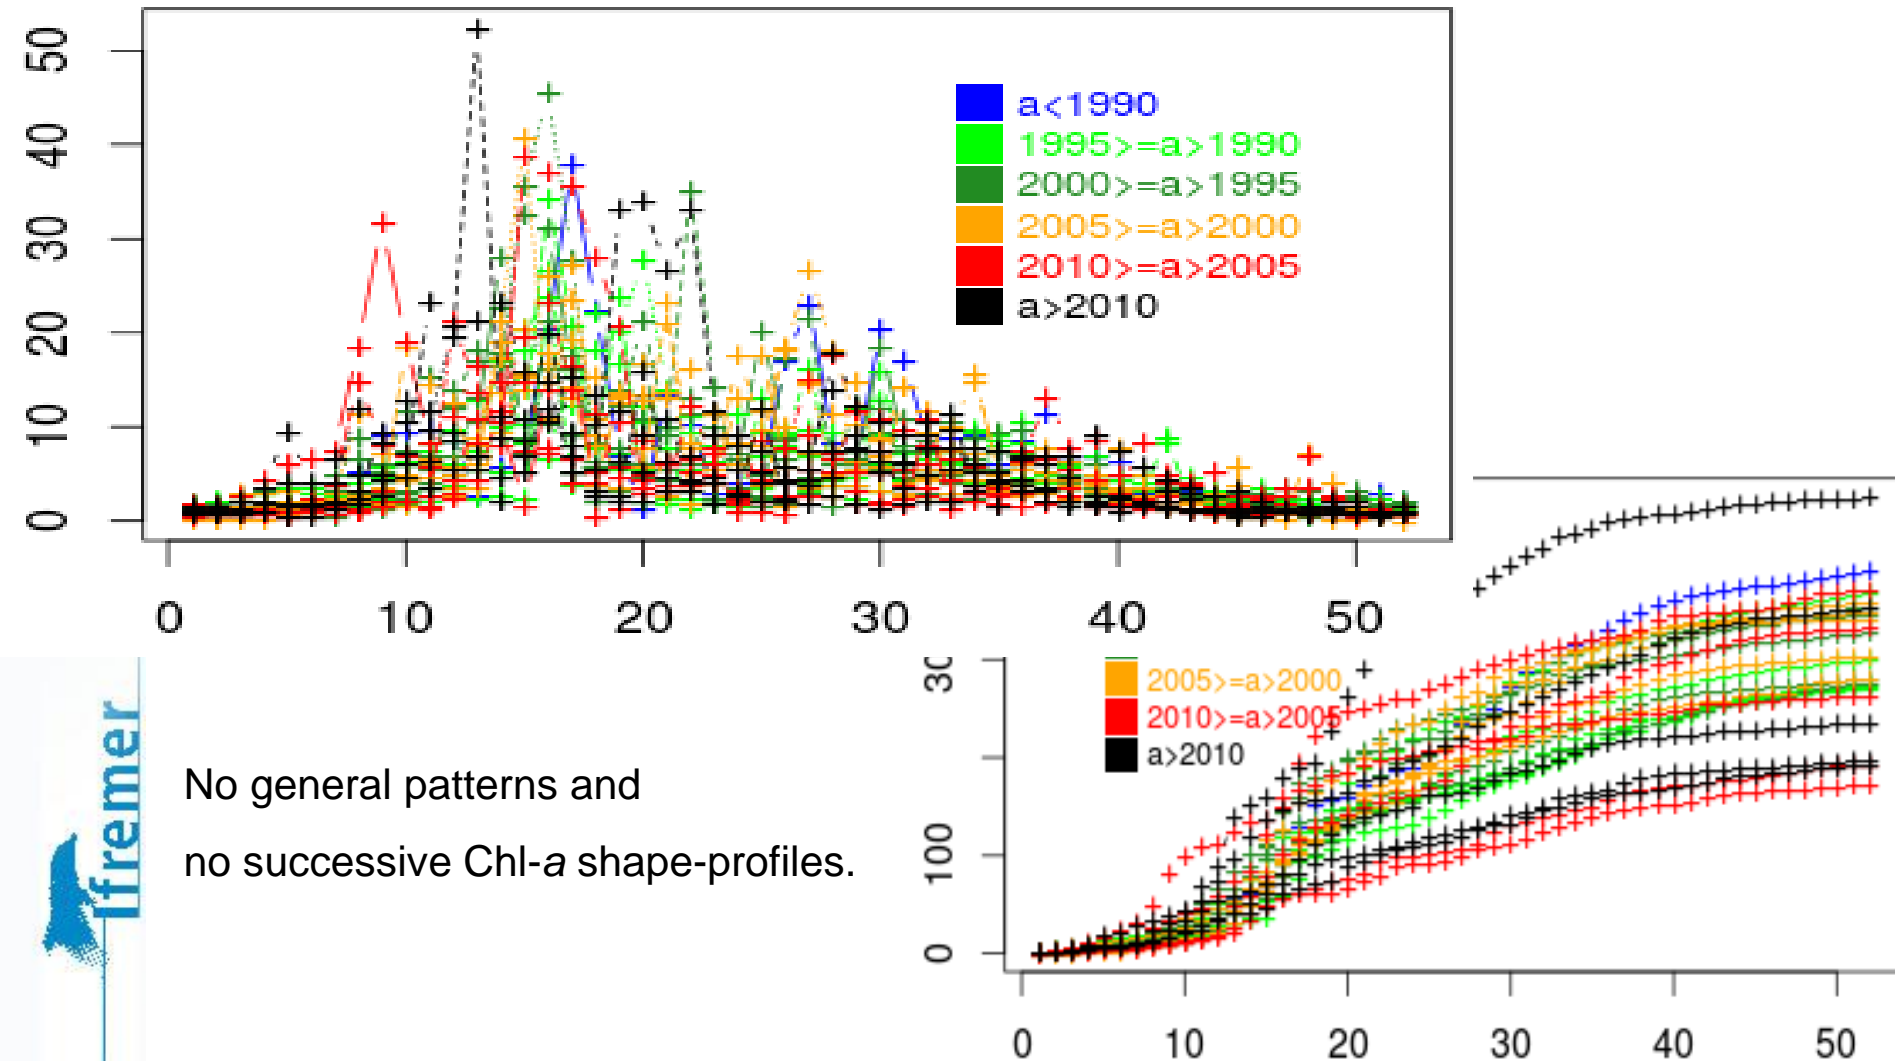 50
40
30
20
10
0
a<1990
1995>=a>1990
2000>=a>1995
2005>=a>2000
2010>=a>2005
a>2010
0 10 20 30 40 50
Ifremer
No general patterns and
no successive Chl-a shape-profiles.
2005>=a>2000
2010>=a>2005
a>2010
100
0
0 10 20 30 40 50